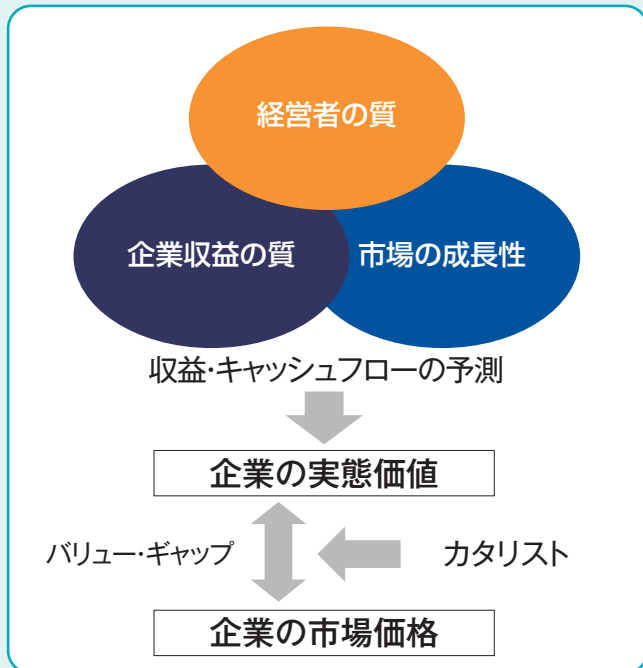 経営者の質
企業収益の質
市場の成長性
収益・キャッシュフローの予測
企業の実態価値
バリュー・ギャップ
カタリスト
企業の市場価格